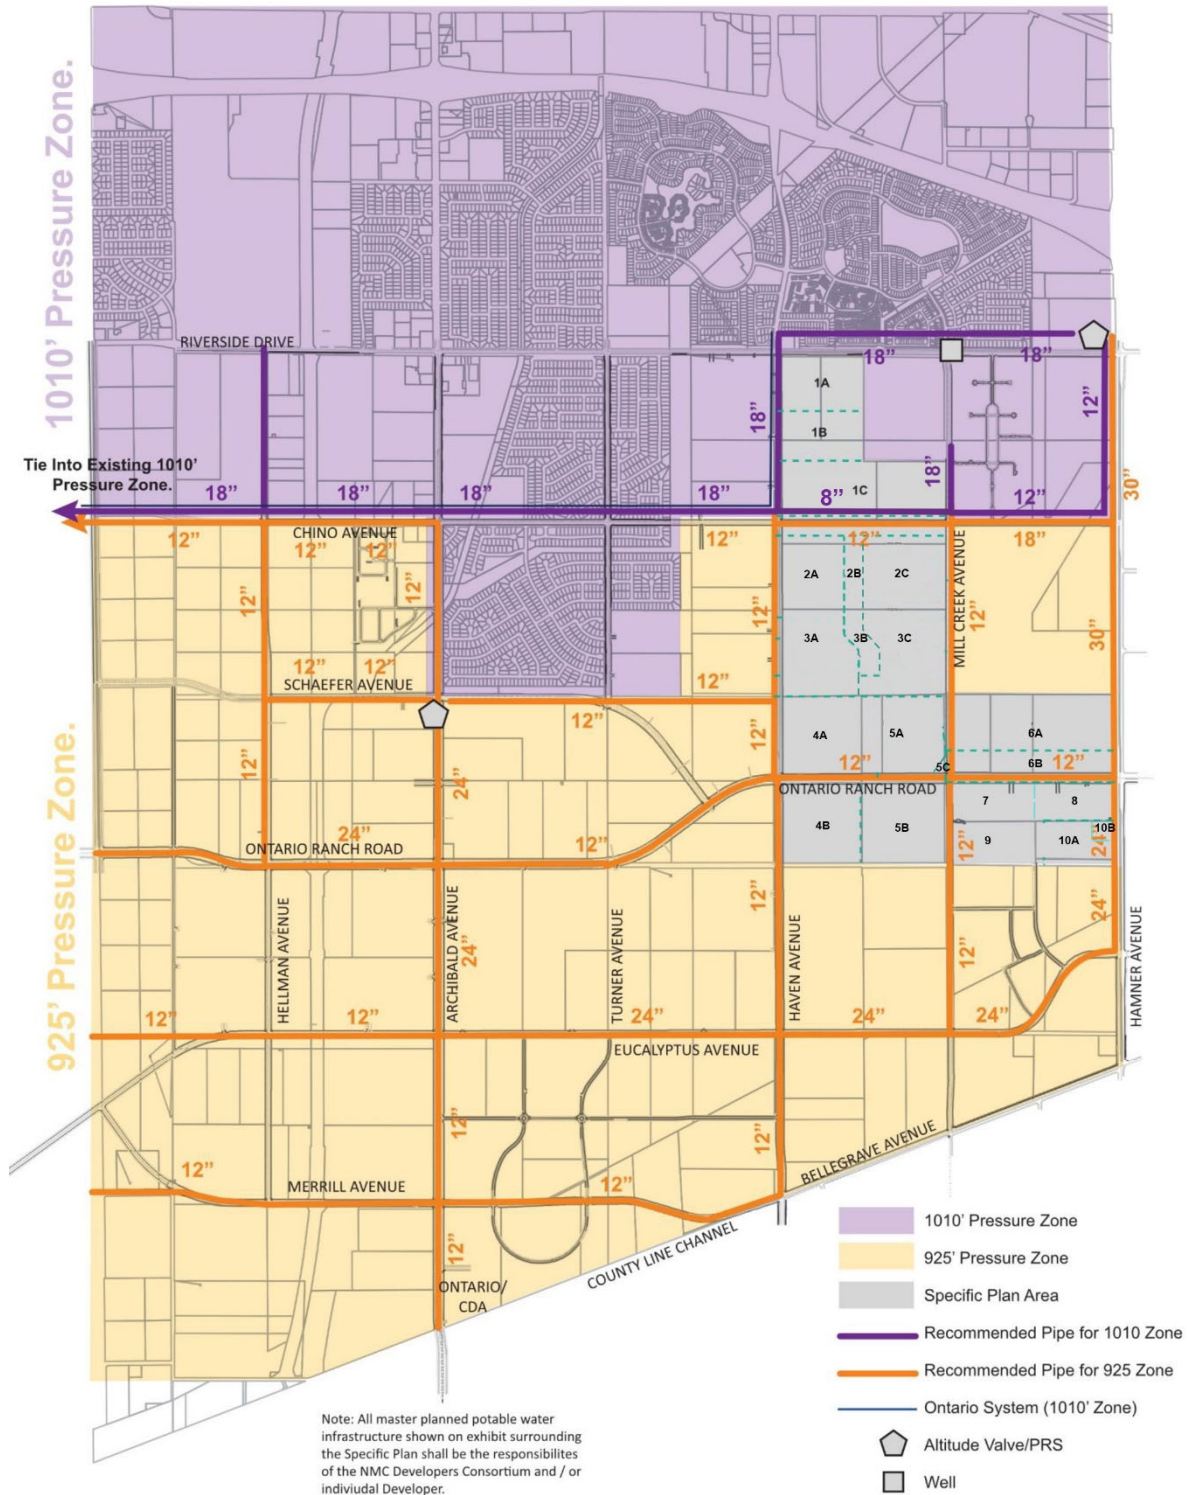 1010’ Pressure Zone.
RIVERSIDE DRIVE
18”
18”
1A
12”
18”
1B
Tie Into Existing 1010’
Pressure Zone.
18”
30”
18”
18”
18”
18”
1C
8”
12”
CHINO AVENUE
12”
12”
12”
12”
12”
18”
MILL CREEK AVENUE
2A
2B
2C
12”
12”
12”
12”
30”
3A
3B
3C
12”
12”
SCHAEFER AVENUE
12”
12”
12”
12”
4A
5A
6A
12”
24”
12”
5C
6B
12”
ONTARIO RANCH ROAD
925’ Pressure Zone.
24”
12”
4B
5B
7
8
9
10A
10B
12”
24”
ONTARIO RANCH ROAD
HELLMAN AVENUE
ARCHIBALD AVENUE
24”
TURNER AVENUE
12”
HAVEN AVENUE
12”
24”
HAMNER AVENUE
12”
12”
24”
24”
24”
EUCALYPTUS AVENUE
12”
12”
BELLEGRAVE AVENUE
12”
MERRILL AVENUE
12”
12”
COUNTY LINE CHANNEL
ONTARIO/
CDA
1010’ Pressure Zone
925’ Pressure Zone
Specific Plan Area
Recommended Pipe for 1010 Zone
Recommended Pipe for 925 Zone
Ontario System (1010’ Zone)
Altitude Valve/PRS
Well
Note: All master planned potable water
infrastructure shown on exhibit surrounding
the Specific Plan shall be the responsibilites
of the NMC Developers Consortium and / or
indiviudal Developer.